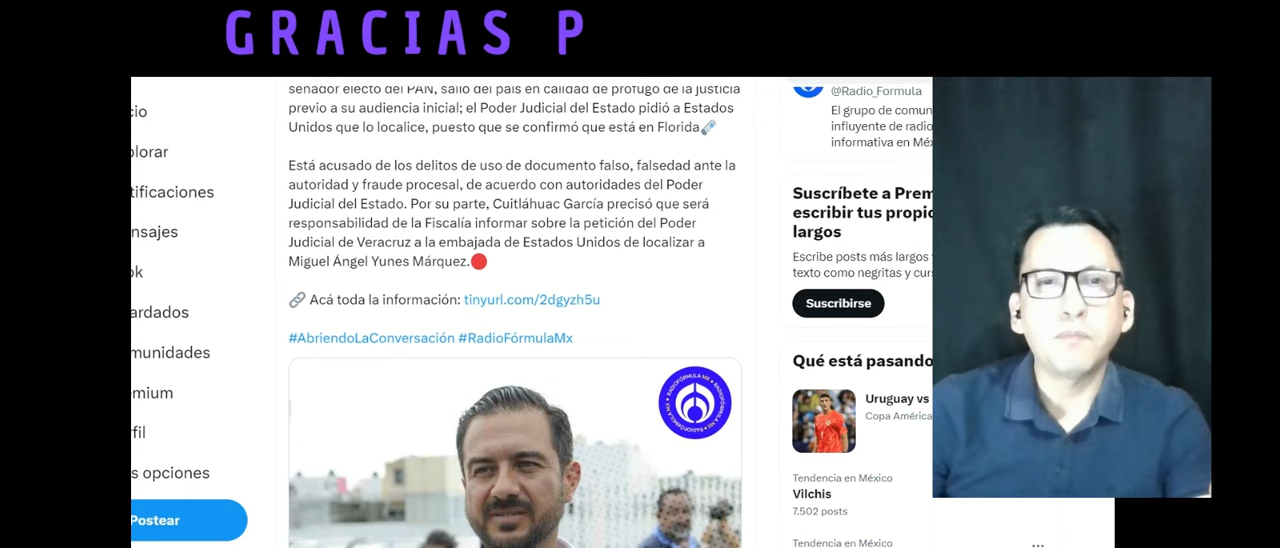 GRACIAS P
cio
olorar
tificaciones
nsajes
ok
ardados
munidades
emium
fil
s opciones
Postear
senador electo del PAN, salió del país en calidad de prófugo de la justicia
previo a su audiencia inicial; el Poder Judicial del Estado pidió a Estados
Unidos que lo localice, puesto que se confirmó que está en Florida
Está acusado de los delitos de uso de documento falso, falsedad ante la
autoridad y fraude procesal, de acuerdo con autoridades del Poder
Judicial del Estado. Por su parte, Cuitláhuac García precisó que será
responsabilidad de la Fiscalía informar sobre la petición del Poder
Judicial de Veracruz a la embajada de Estados Unidos de localizar a
Miguel Ángel Yunes Márquez.
Acá toda la información: tinyurl.com/2dgyzh5u
#AbriendoLaConversación #RadioFórmulaMx
@Radio_Formula
El grupo de comun
influyente de radio
informativa en Méx
Suscríbete a Prem
escribir tus propio
largos
Escribe posts más largos
texto como negritas y curs
Suscribirse
Qué está pasando
Uruguay vs
Copa América
Tendencia en México
Vilchis
7.502 posts
Tendencia en México